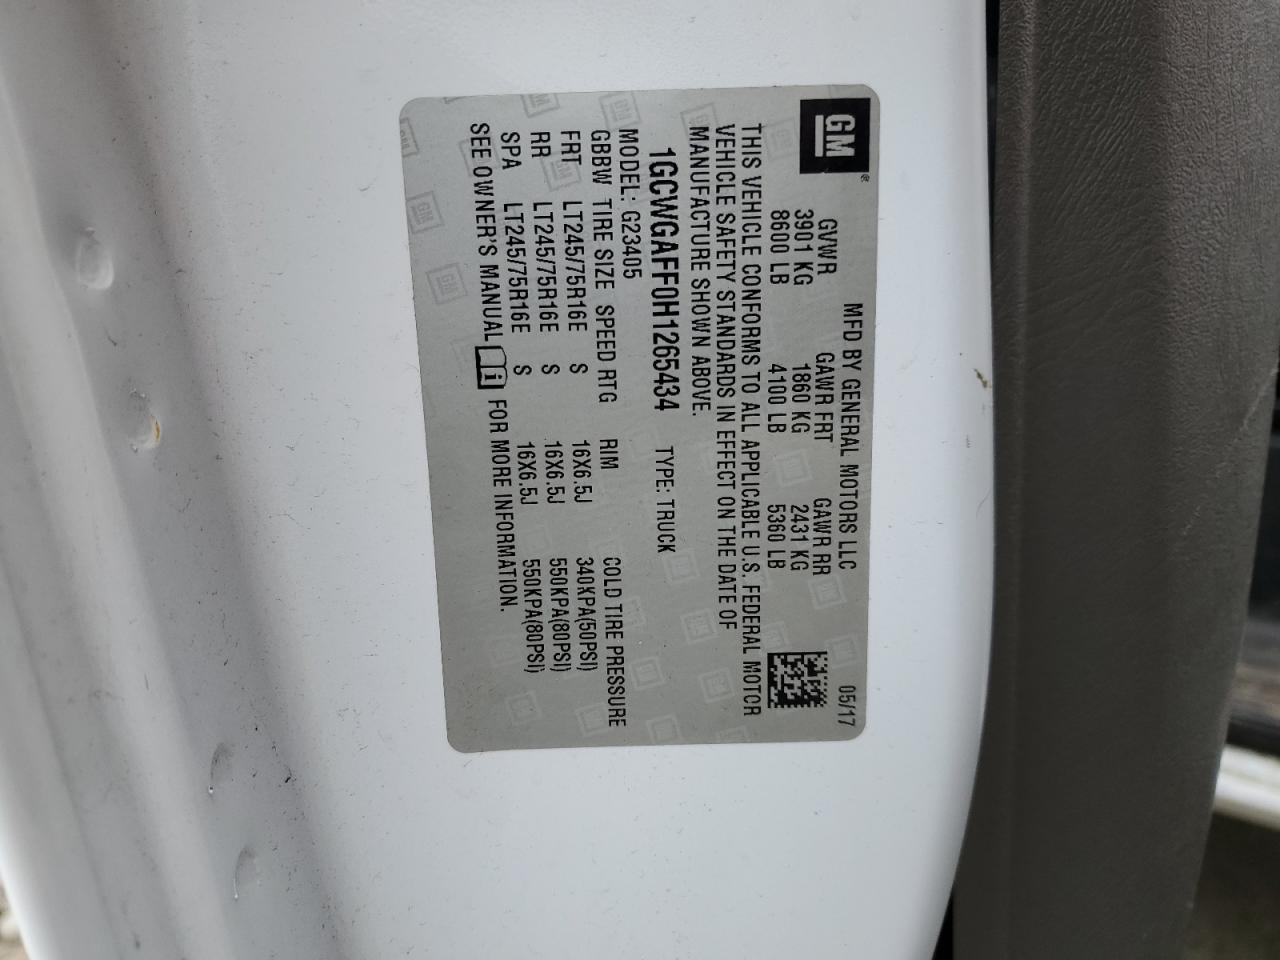 GM®
MFD BY GENERAL MOTORS LLC 05/17
GVWR GAWR FRT GAWR RR
3901 KG 1860 KG 2431 KG
8600 LB 4100 LB 5360 LB
THIS VEHICLE CONFORMS TO ALL APPLICABLE U.S. FEDERAL MOTOR
VEHICLE SAFETY STANDARDS IN EFFECT ON THE DATE OF
MANUFACTURE SHOWN ABOVE.
1GCWGAFF0H1265434 TYPE: TRUCK
MODEL: G23405
GBBW TIRE SIZE SPEED RTG RIM COLD TIRE PRESSURE
FRT LT245/75R16E S 16X6.5J 340KPA(50PSI)
RR LT245/75R16E S 16X6.5J 550KPA(80PSI)
SPA LT245/75R16E S 16X6.5J 550KPA(80PSI)
SEE OWNER'S MANUAL i FOR MORE INFORMATION.